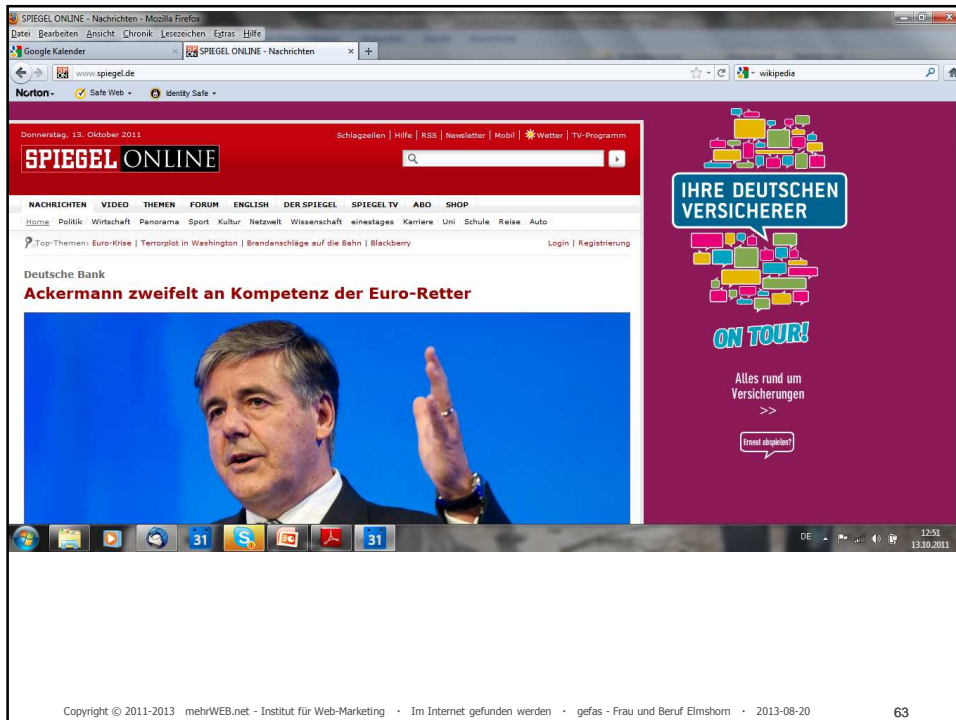 SPIEGEL ONLINE - Nachrichten - Mozilla Firefox
Datei Bearbeiten Ansicht Chronik Lesezeichen Extras Hilfe
Google Kalender × SPIEGEL ONLINE - Nachrichten × +
www.spiegel.de wikipedia
Norton Safe Web Identity Safe
Donnerstag, 13. Oktober 2011 Schlagzeilen | Hilfe | RSS | Newsletter | Mobil | Wetter | TV-Programm
SPIEGEL ONLINE
NACHRICHTEN VIDEO THEMEN FORUM ENGLISH DER SPIEGEL SPIEGEL TV ABO SHOP
Home Politik Wirtschaft Panorama Sport Kultur Netzwelt Wissenschaft einestages Karriere Uni Schule Reise Auto
Top-Themen: Euro-Krise | Terrorplot in Washington | Brandanschläge auf die Bahn | Blackberry Login | Registrierung
Deutsche Bank
Ackermann zweifelt an Kompetenz der Euro-Retter
IHRE DEUTSCHEN
VERSICHERER
ON TOUR!
Alles rund um
Versicherungen
>>
Erneut abspielen?
31 S 31 DE 12:51
13.10.2011
Copyright © 2011-2013 mehrWEB.net - Institut für Web-Marketing · Im Internet gefunden werden · gefas - Frau und Beruf Elmshorn · 2013-08-20 63